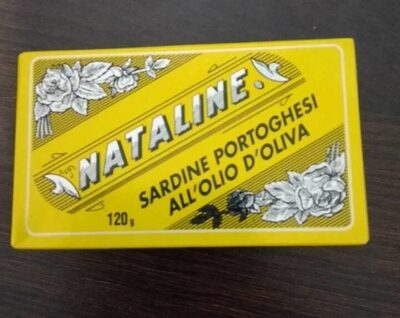 NATALINE
SARDINE PORTOGHESI
ALL'OLIO D'OLIVA
120g